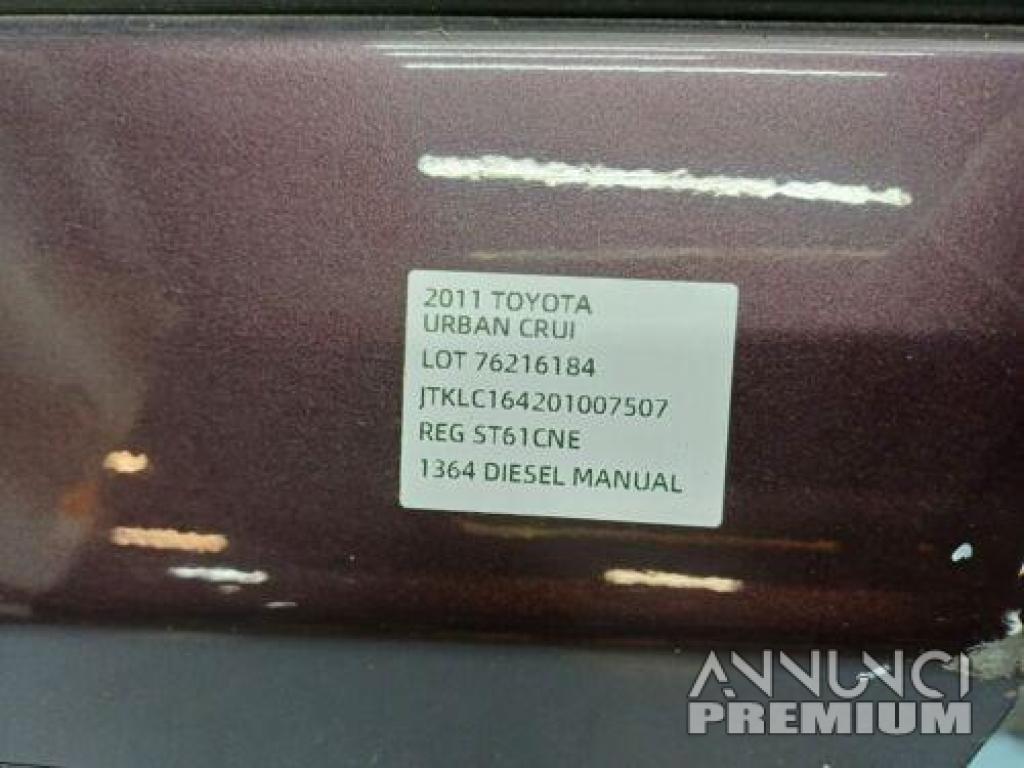 2011 TOYOTA
URBAN CRUI
LOT 76216184
JTKLC164201007507
REG ST61CNE
1364 DIESEL MANUAL
ANNUNCI
PREMIUM